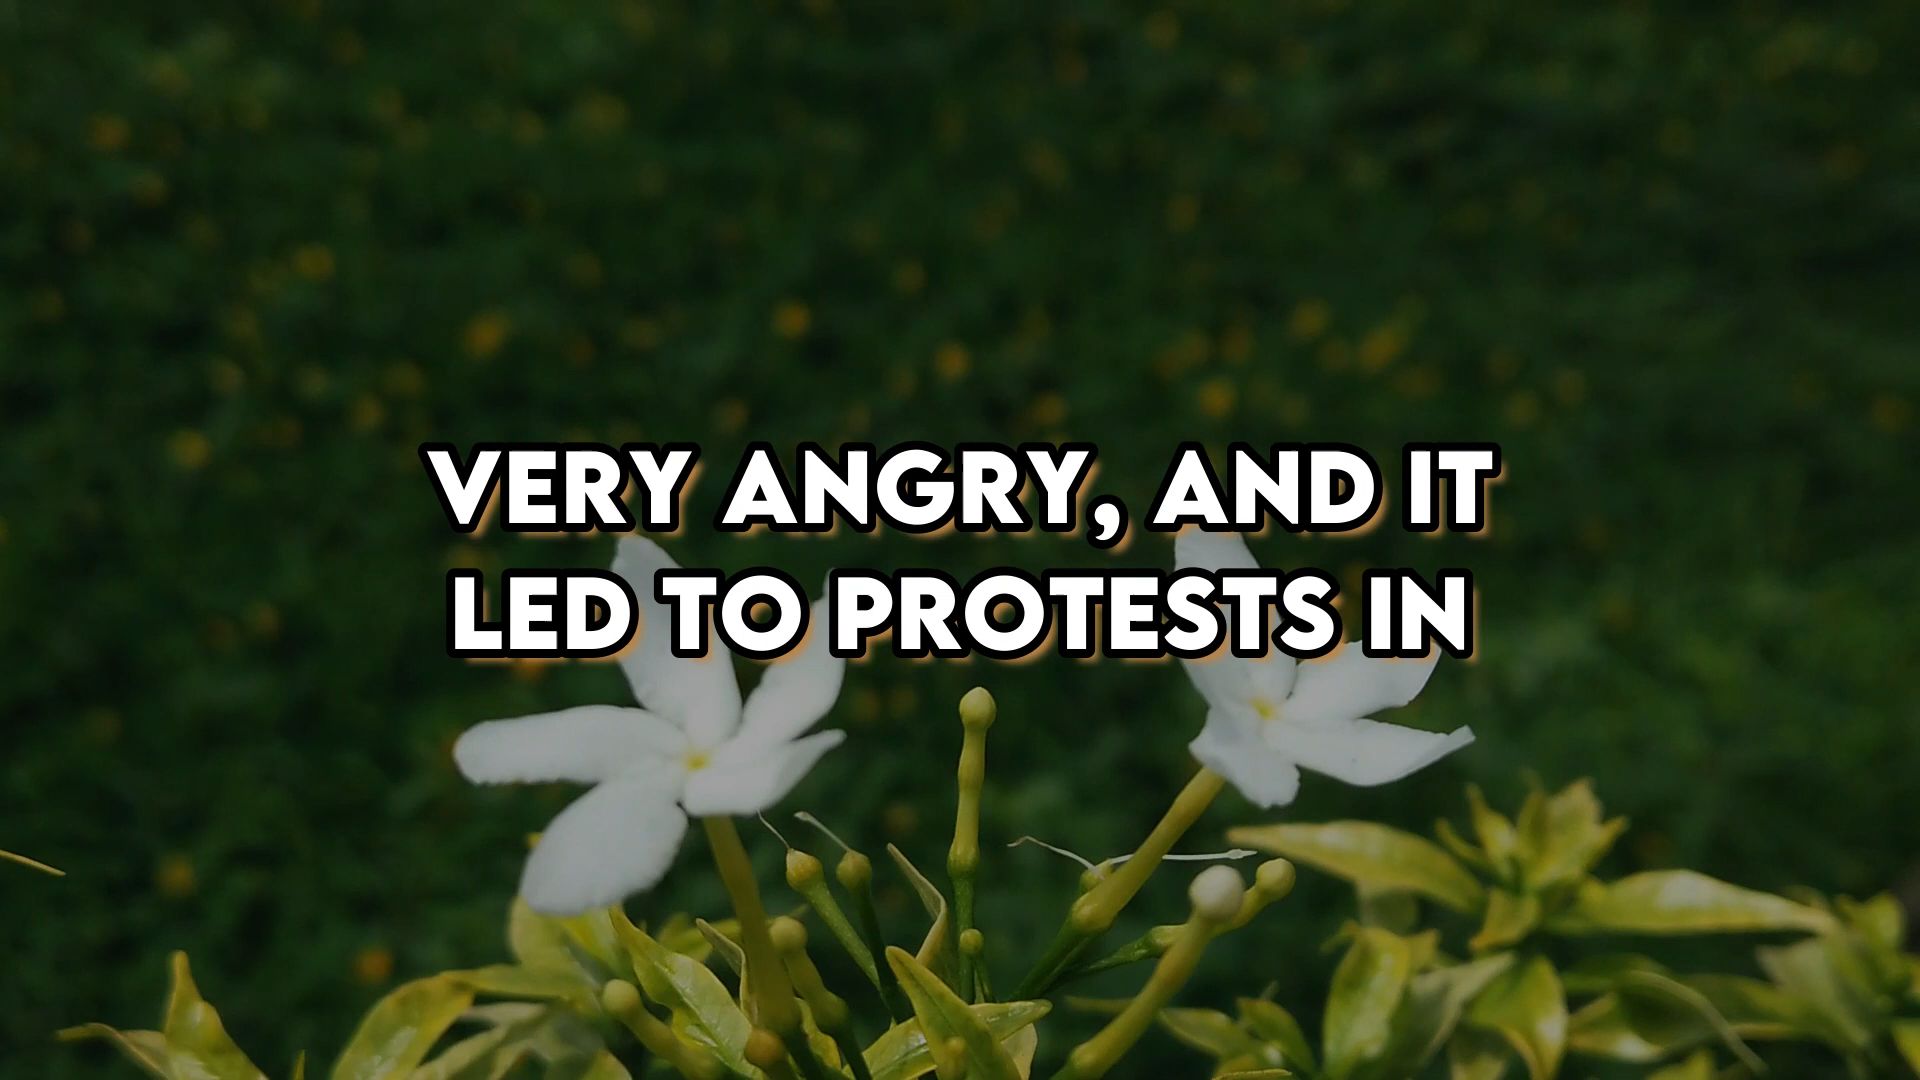 VERY ANGRY, AND IT
LED TO PROTESTS IN